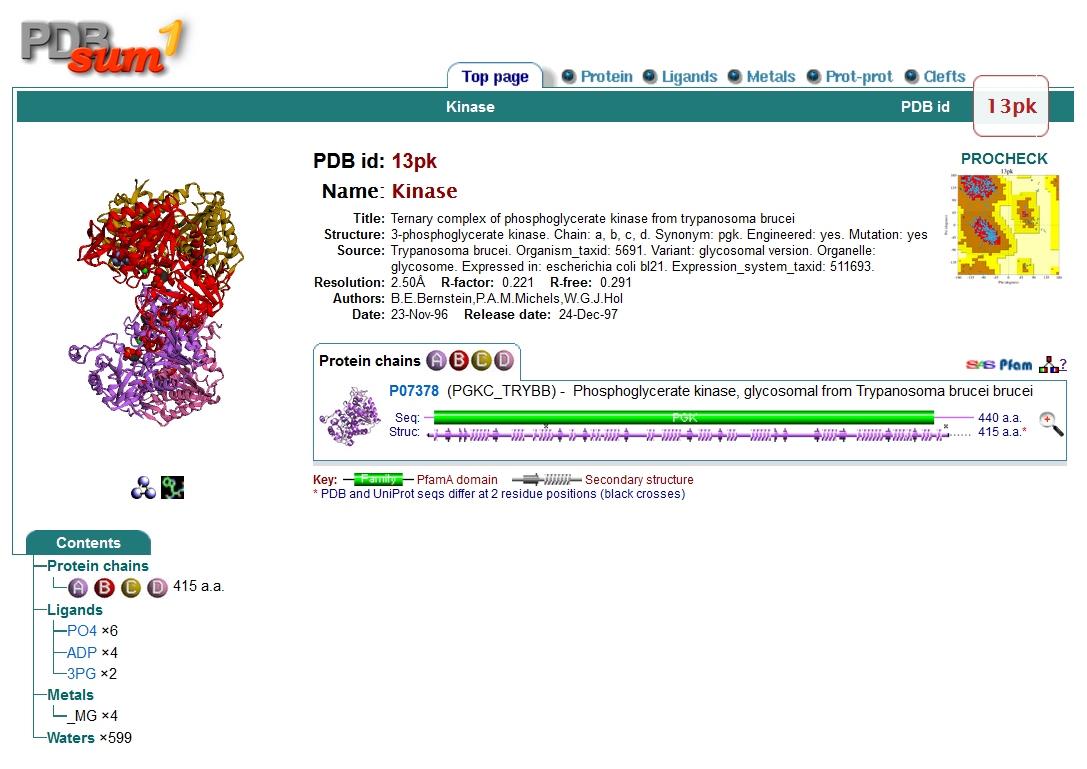 PDBsum1
Top page Protein Ligands Metals Prot-prot Clefts
Kinase PDB id 13pk
PDB id: 13pk
Name: Kinase
Title: Ternary complex of phosphoglycerate kinase from trypanosoma brucei
Structure: 3-phosphoglycerate kinase. Chain: a, b, c, d. Synonym: pgk. Engineered: yes. Mutation: yes
Source: Trypanosoma brucei. Organism_taxid: 5691. Variant: glycosomal version. Organelle:
glycosome. Expressed in: escherichia coli bl21. Expression_system_taxid: 511693.
Resolution: 2.50Å R-factor: 0.221 R-free: 0.291
Authors: B.E.Bernstein,P.A.M.Michels,W.G.J.Hol
Date: 23-Nov-96 Release date: 24-Dec-97
PROCHECK
13pk
Protein chains A B C D
SAS Pfam ?
P07378 (PGKC_TRYBB) - Phosphoglycerate kinase, glycosomal from Trypanosoma brucei brucei
Seq: PGK 440 a.a.
Struc: 415 a.a.*
Key: Family PfamA domain Secondary structure
* PDB and UniProt seqs differ at 2 residue positions (black crosses)
Contents
Protein chains
A B C D 415 a.a.
Ligands
PO4 ×6
ADP ×4
3PG ×2
Metals
_MG ×4
Waters ×599